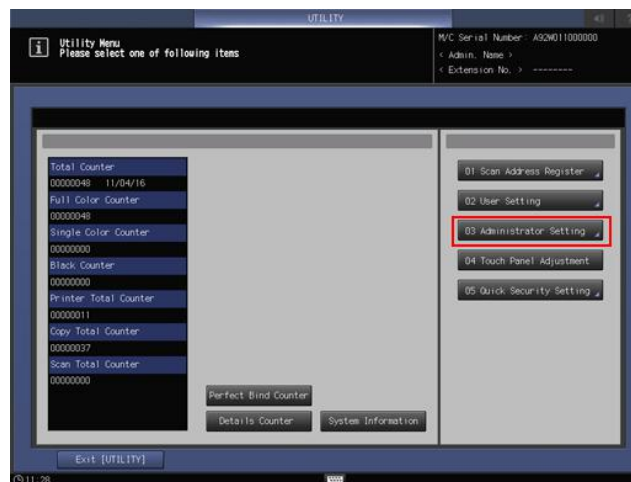 UTILITY
Utility Menu
Please select one of following items
M/C Serial Number: A92W011000000
< Admin. Name >
< Extension No. > --------
Total Counter
00000048 11/04/16
Full Color Counter
00000048
Single Color Counter
00000000
Black Counter
00000000
Printer Total Counter
00000011
Copy Total Counter
00000037
Scan Total Counter
00000000
Perfect Bind Counter
Details Counter
System Information
01 Scan Address Register
02 User Setting
03 Administrator Setting
04 Touch Panel Adjustment
05 Quick Security Setting
Exit [UTILITY]
11:28